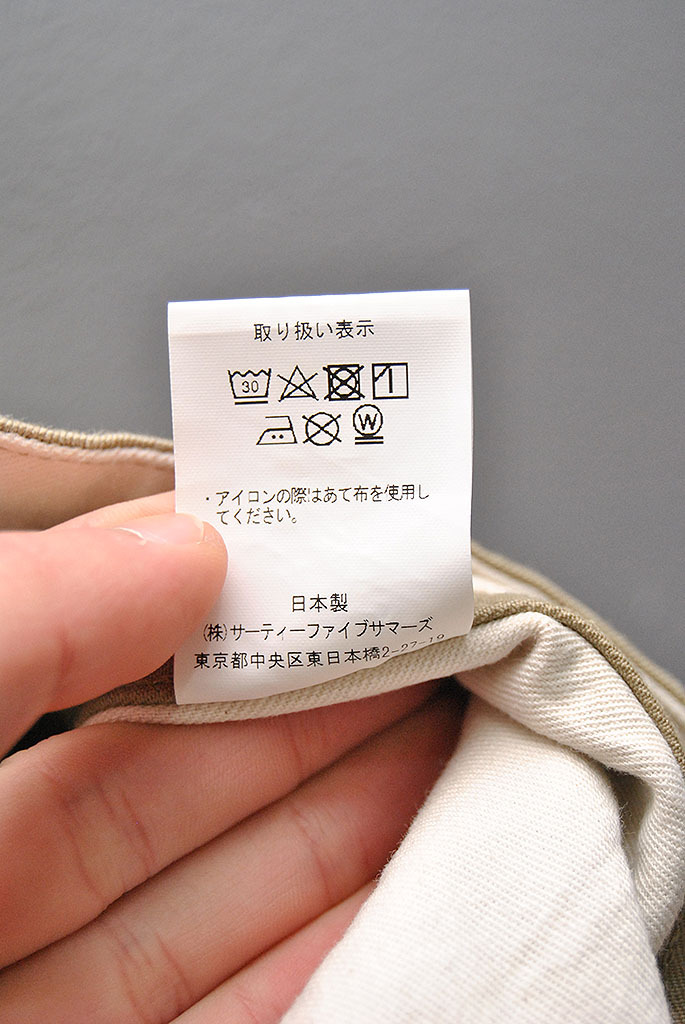 取り扱い表示
30
W
・アイロンの際はあて布を使用し
てください。
日本製
(株)サーティーファイブサマーズ
東京都中央区東日本橋2-27-19